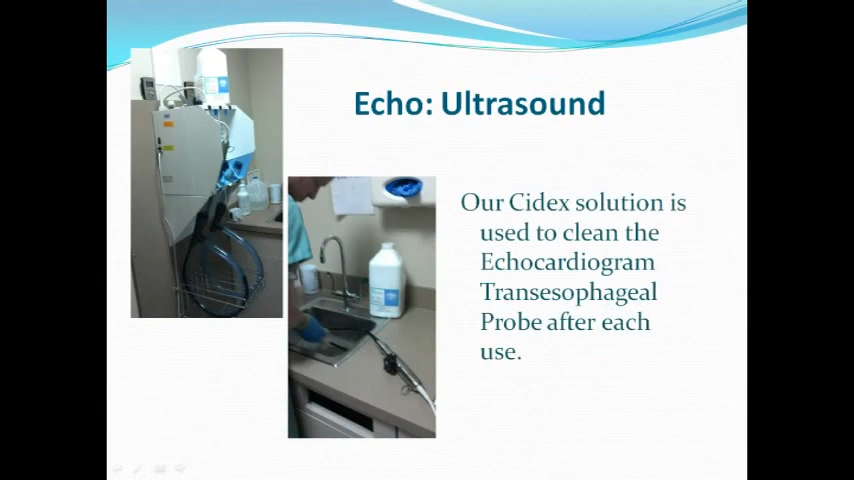 Echo: Ultrasound
Our Cidex solution is
used to clean the
Echocardiogram
Transesophageal
Probe after each
use.